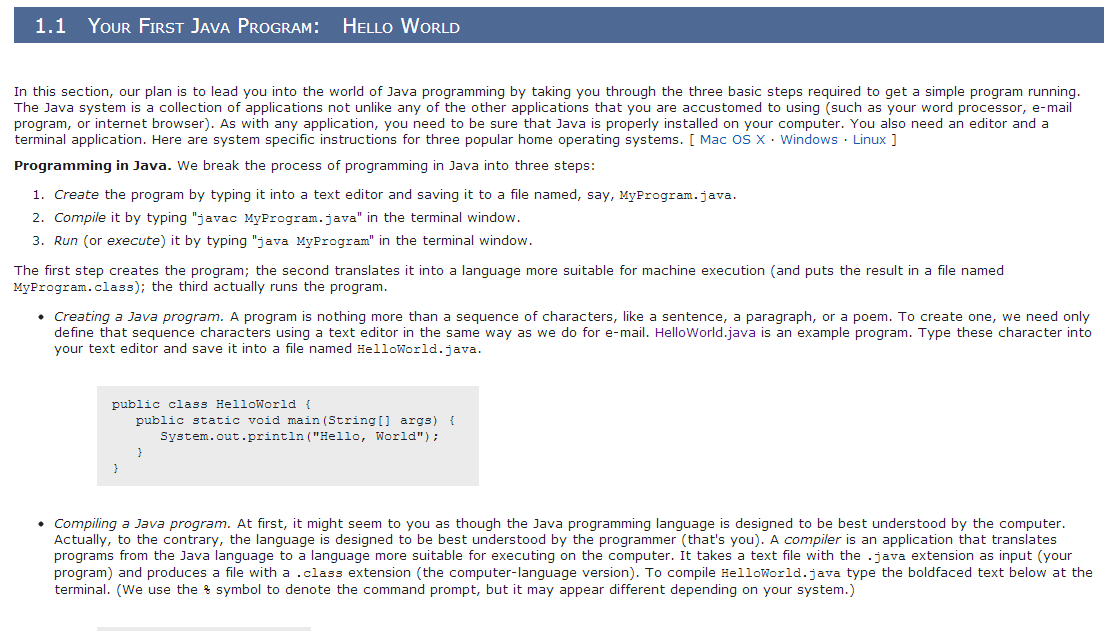 1.1 Your First Java Program: Hello World
In this section, our plan is to lead you into the world of Java programming by taking you through the three basic steps required to get a simple program running.
The Java system is a collection of applications not unlike any of the other applications that you are accustomed to using (such as your word processor, e-mail
program, or internet browser). As with any application, you need to be sure that Java is properly installed on your computer. You also need an editor and a
terminal application. Here are system specific instructions for three popular home operating systems. [ Mac OS X · Windows · Linux ]
Programming in Java. We break the process of programming in Java into three steps:
1. Create the program by typing it into a text editor and saving it to a file named, say, MyProgram.java.
2. Compile it by typing "javac MyProgram.java" in the terminal window.
3. Run (or execute) it by typing "java MyProgram" in the terminal window.
The first step creates the program; the second translates it into a language more suitable for machine execution (and puts the result in a file named
MyProgram.class); the third actually runs the program.
• Creating a Java program. A program is nothing more than a sequence of characters, like a sentence, a paragraph, or a poem. To create one, we need only
define that sequence characters using a text editor in the same way as we do for e-mail. HelloWorld.java is an example program. Type these character into
your text editor and save it into a file named HelloWorld.java.
public class HelloWorld {
public static void main(String[] args) {
System.out.println("Hello, World");
}
}
• Compiling a Java program. At first, it might seem to you as though the Java programming language is designed to be best understood by the computer.
Actually, to the contrary, the language is designed to be best understood by the programmer (that's you). A compiler is an application that translates
programs from the Java language to a language more suitable for executing on the computer. It takes a text file with the .java extension as input (your
program) and produces a file with a .class extension (the computer-language version). To compile HelloWorld.java type the boldfaced text below at the
terminal. (We use the % symbol to denote the command prompt, but it may appear different depending on your system.)